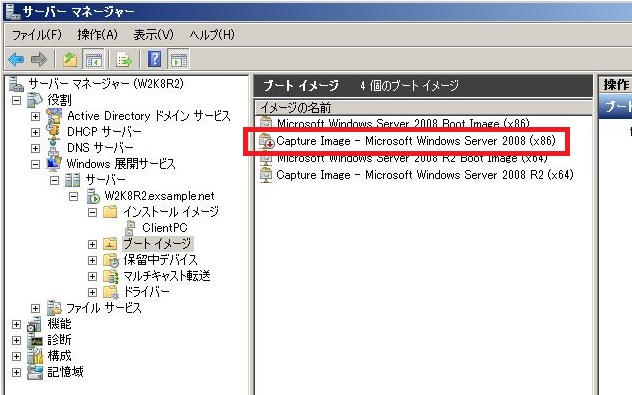 サーバー マネージャー
ファイル(F) 操作(A) 表示(V) ヘルプ(H)
サーバー マネージャー (W2K8R2)
役割
Active Directory ドメイン サービス
DHCP サーバー
DNS サーバー
Windows 展開サービス
サーバー
W2K8R2.exsample.net
インストール イメージ
ClientPC
ブート イメージ
保留中デバイス
マルチキャスト転送
ドライバー
ファイル サービス
機能
診断
構成
記憶域
ブート イメージ 4 個のブート イメージ
イメージの名前
Microsoft Windows Server 2008 Boot Image (x86)
Capture Image - Microsoft Windows Server 2008 (x86)
Microsoft Windows Server 2008 R2 Boot Image (x64)
Capture Image - Microsoft Windows Server 2008 R2 (x64)
操作
ブート